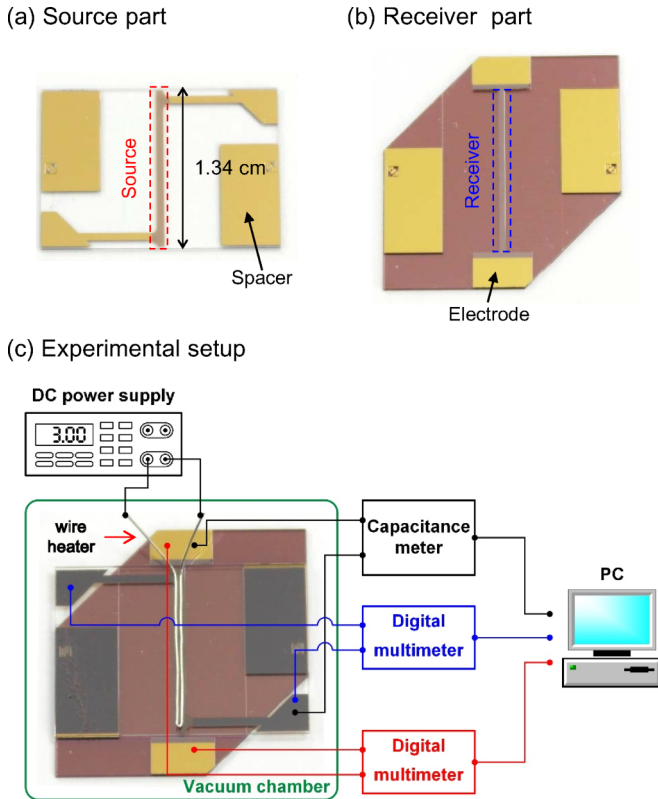 (a) Source part
(b) Receiver part
Source
1.34 cm
Spacer
Receiver
Electrode
(c) Experimental setup
DC power supply
3.00
wire
heater
Capacitance
meter
PC
Digital
multimeter
Digital
multimeter
Vacuum chamber